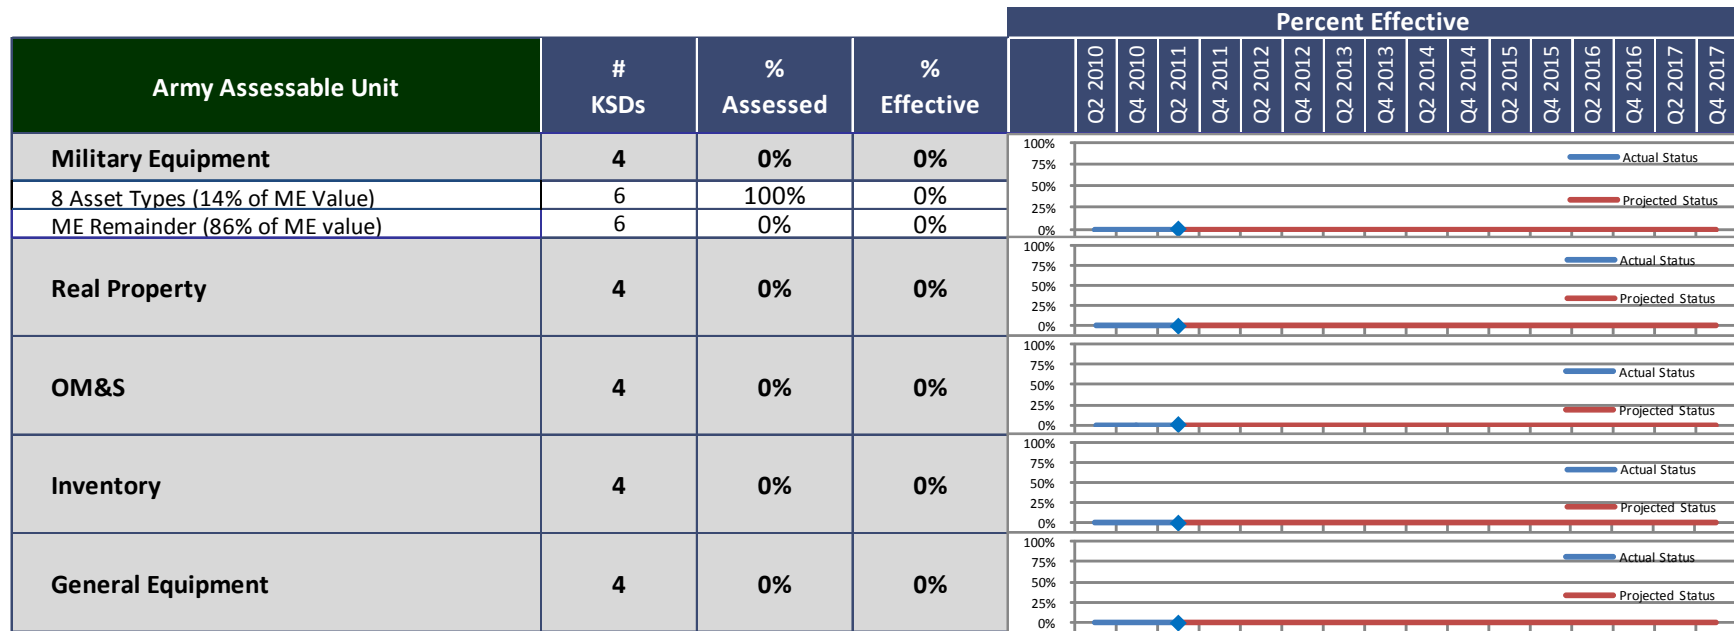 Percent Effective
Army Assessable Unit
#
KSDs
%
Assessed
%
Effective
Q2 2010
Q4 2010
Q2 2011
Q4 2011
Q2 2012
Q4 2012
Q2 2013
Q4 2013
Q2 2014
Q4 2014
Q2 2015
Q4 2015
Q2 2016
Q4 2016
Q2 2017
Q4 2017
Military Equipment 4 0% 0%
8 Asset Types (14% of ME Value) 6 100% 0%
ME Remainder (86% of ME value) 6 0% 0%
100%
75%
50%
25%
0%
Actual Status
Projected Status
Real Property 4 0% 0%
100%
75%
50%
25%
0%
Actual Status
Projected Status
OM&S 4 0% 0%
100%
75%
50%
25%
0%
Actual Status
Projected Status
Inventory 4 0% 0%
100%
75%
50%
25%
0%
Actual Status
Projected Status
General Equipment 4 0% 0%
100%
75%
50%
25%
0%
Actual Status
Projected Status